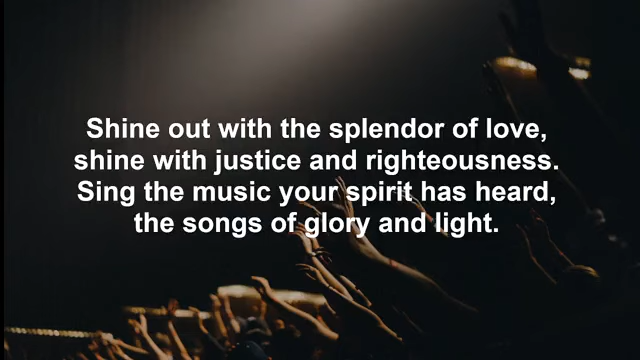 Shine out with the splendor of love,
shine with justice and righteousness.
Sing the music your spirit has heard,
the songs of glory and light.